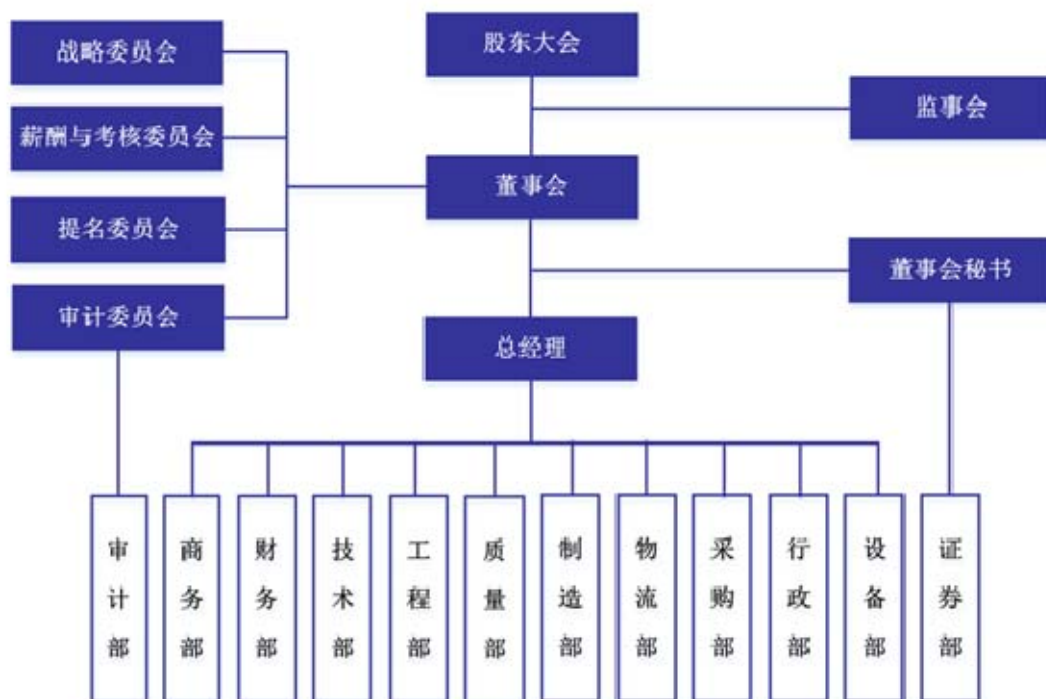 战略委员会
股东大会
薪酬与考核委员会
监事会
董事会
提名委员会
董事会秘书
审计委员会
总经理
审计部
商务部
财务部
技术部
工程部
质量部
制造部
物流部
采购部
行政部
设备部
证券部